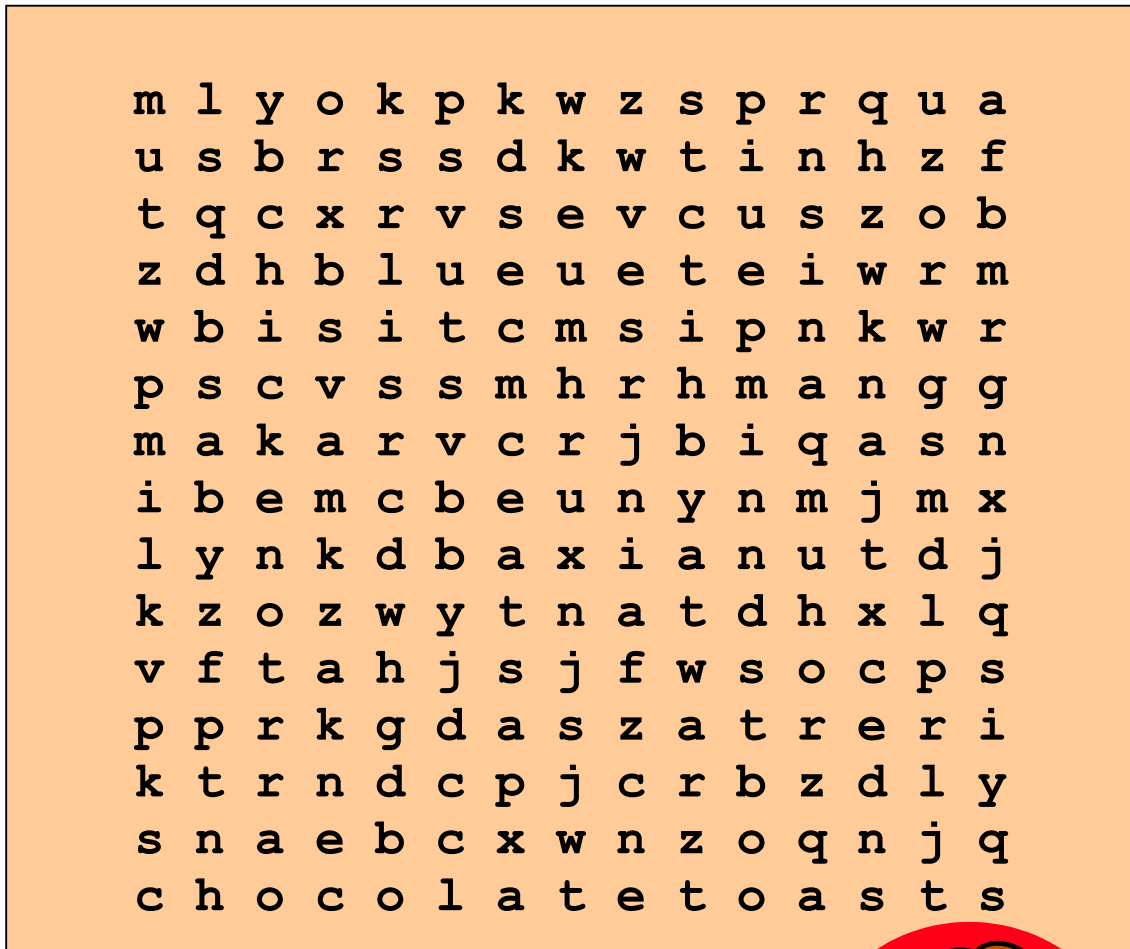 m l y o k p k w z s p r q u a
u s b r s s d k w t i n h z f
t q c x r v s e v c u s z o b
z d h b l u e u e t e i w r m
w b i s i t c m s i p n k w r
p s c v s s m h r h m a n g g
m a k a r v c r j b i q a s n
i b e m c b e u n y n m j m x
l y n k d b a x i a n u t d j
k z o z w y t n a t d h x l q
v f t a h j s j f w s o c p s
p p r k g d a s z a t r e r i
k t r n d c p j c r b z d l y
s n a e b c x w n z o q n j q
c h o c o l a t e t o a s t s